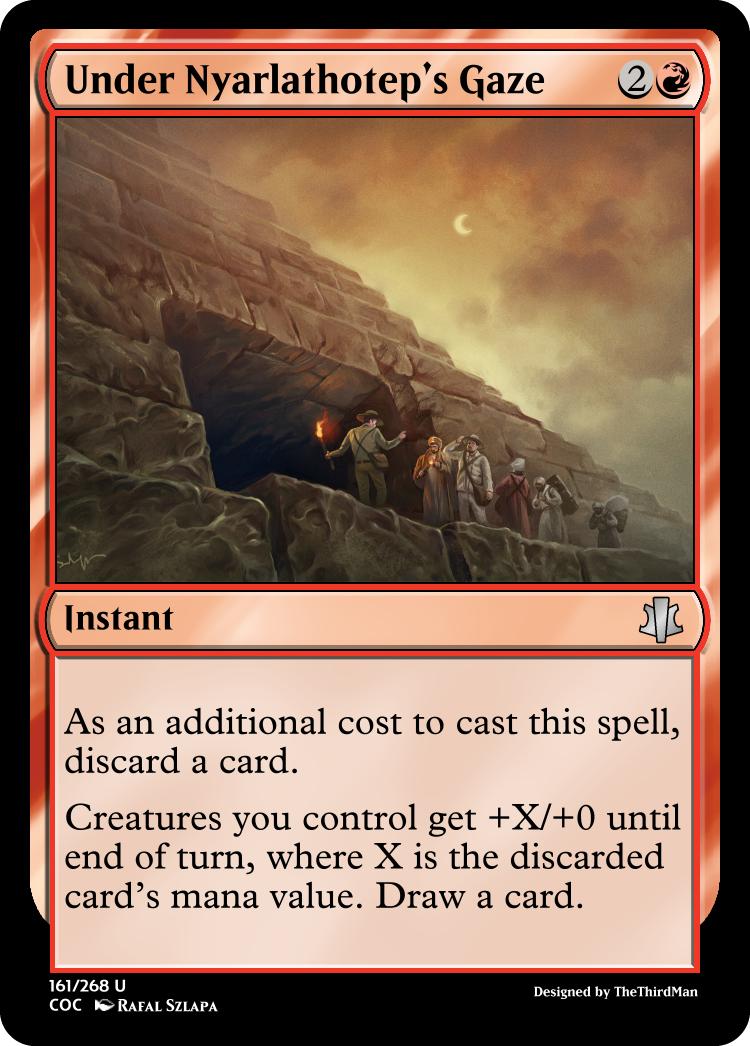 Under Nyarlathotep's Gaze 2
Instant
As an additional cost to cast this spell,
discard a card.
Creatures you control get +X/+0 until
end of turn, where X is the discarded
card's mana value. Draw a card.
161/268 U
COC Rafal Szlapa
Designed by TheThirdMan